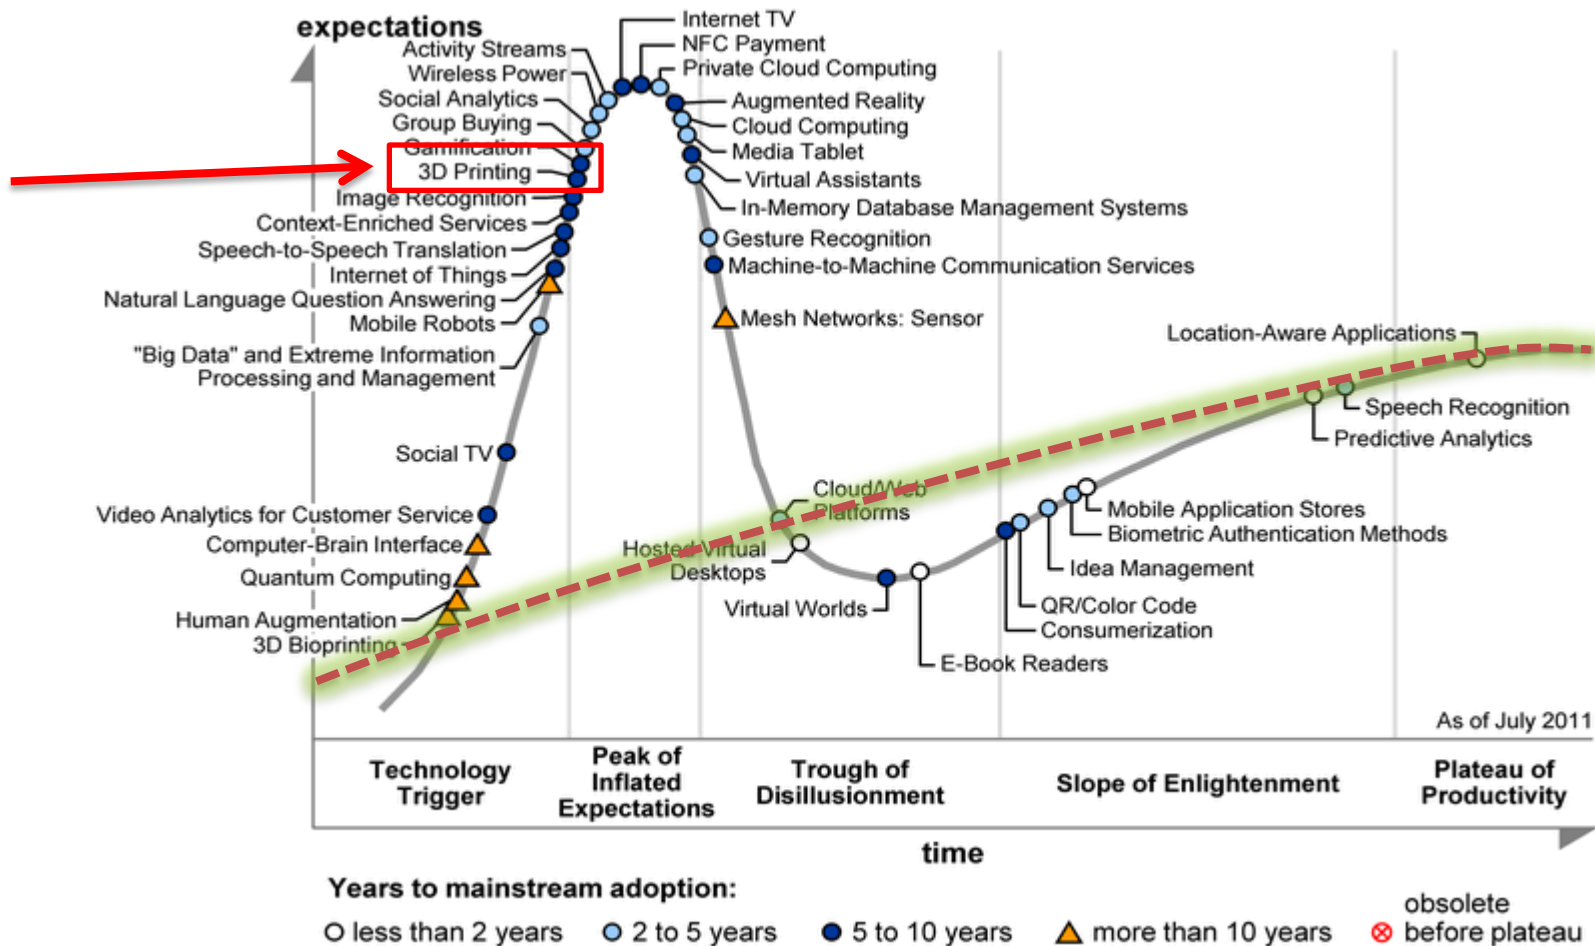 expectations
Activity Streams
Wireless Power
Social Analytics
Group Buying
Gamification
3D Printing
Image Recognition
Context-Enriched Services
Speech-to-Speech Translation
Internet of Things
Natural Language Question Answering
Mobile Robots
"Big Data" and Extreme Information
Processing and Management
Social TV
Video Analytics for Customer Service
Computer-Brain Interface
Quantum Computing
Human Augmentation
3D Bioprinting
Internet TV
NFC Payment
Private Cloud Computing
Augmented Reality
Cloud Computing
Media Tablet
Virtual Assistants
In-Memory Database Management Systems
Gesture Recognition
Machine-to-Machine Communication Services
Mesh Networks: Sensor
Cloud/Web
Platforms
Hosted Virtual
Desktops
Virtual Worlds
E-Book Readers
Consumerization
QR/Color Code
Idea Management
Biometric Authentication Methods
Mobile Application Stores
Predictive Analytics
Speech Recognition
Location-Aware Applications
As of July 2011
Technology
Trigger
Peak of
Inflated
Expectations
Trough of
Disillusionment
Slope of Enlightenment
Plateau of
Productivity
time
Years to mainstream adoption:
less than 2 years
2 to 5 years
5 to 10 years
more than 10 years
obsolete
before plateau